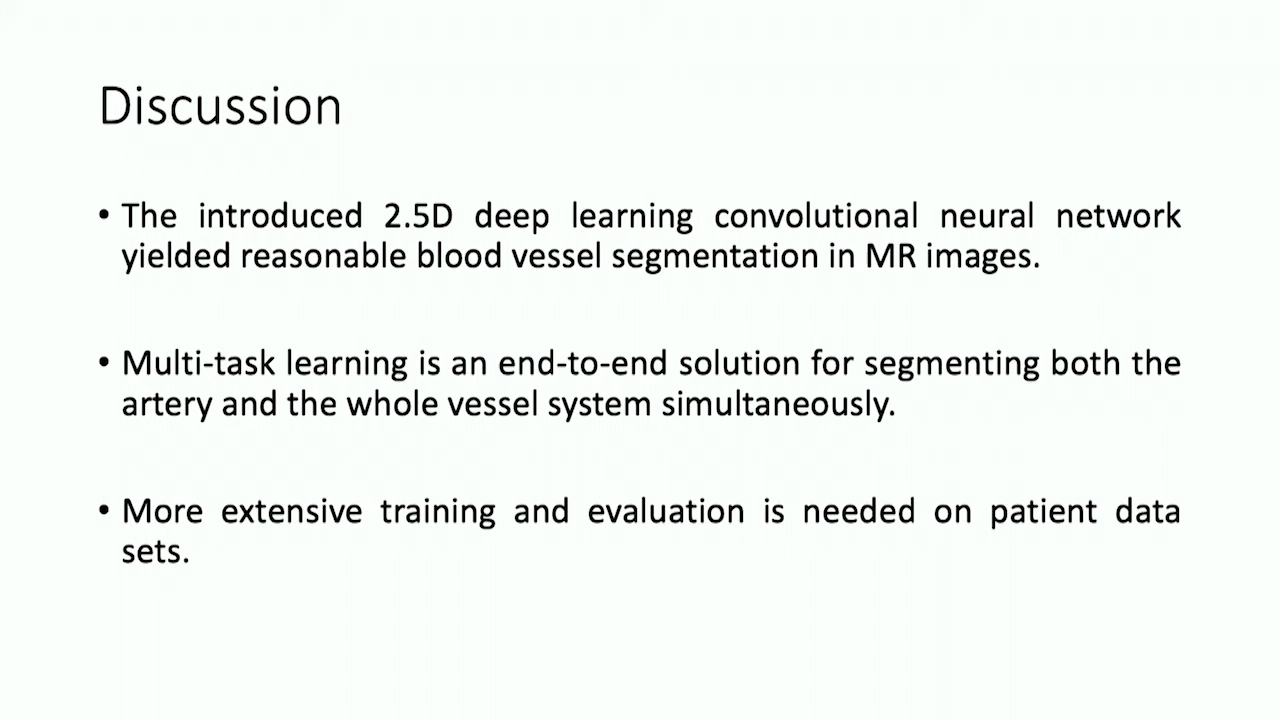 Discussion
• The introduced 2.5D deep learning convolutional neural network
yielded reasonable blood vessel segmentation in MR images.
• Multi-task learning is an end-to-end solution for segmenting both the
artery and the whole vessel system simultaneously.
• More extensive training and evaluation is needed on patient data
sets.